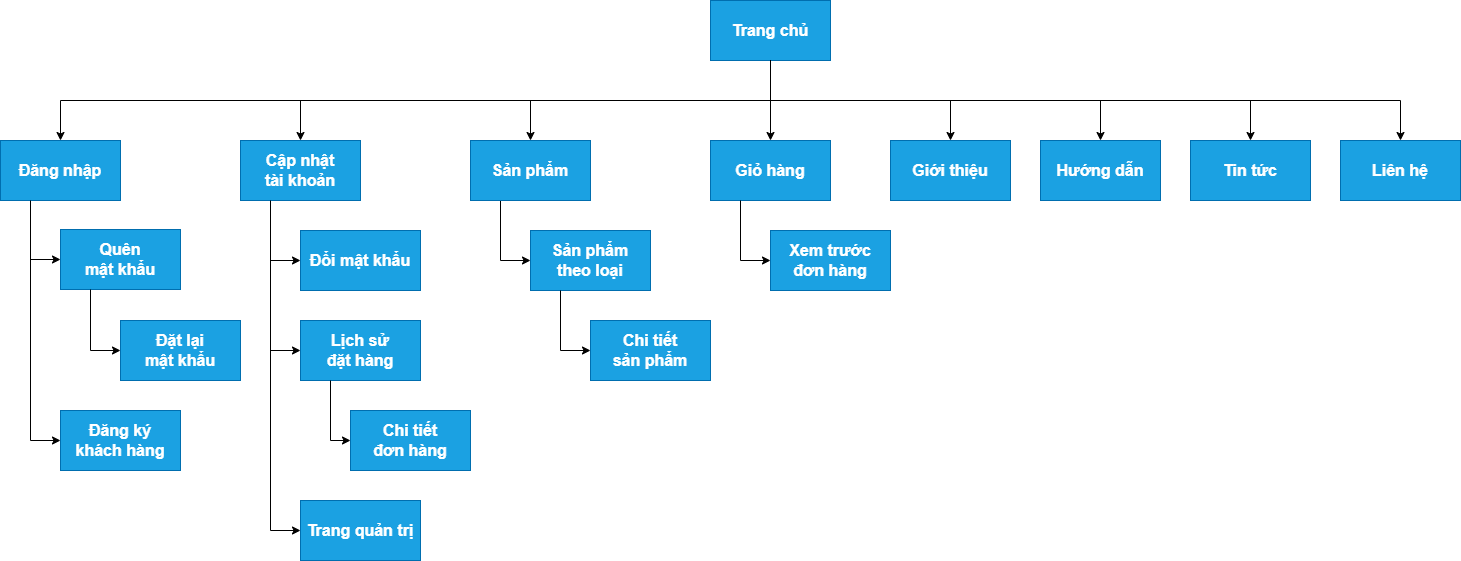 Trang chủ
Đăng nhập
Cập nhật
tài khoản
Sản phẩm
Giỏ hàng
Giới thiệu
Hướng dẫn
Tin tức
Liên hệ
Quên
mật khẩu
Đổi mật khẩu
Sản phẩm
theo loại
Xem trước
đơn hàng
Đặt lại
mật khẩu
Lịch sử
đặt hàng
Chi tiết
sản phẩm
Đăng ký
khách hàng
Chi tiết
đơn hàng
Trang quản trị